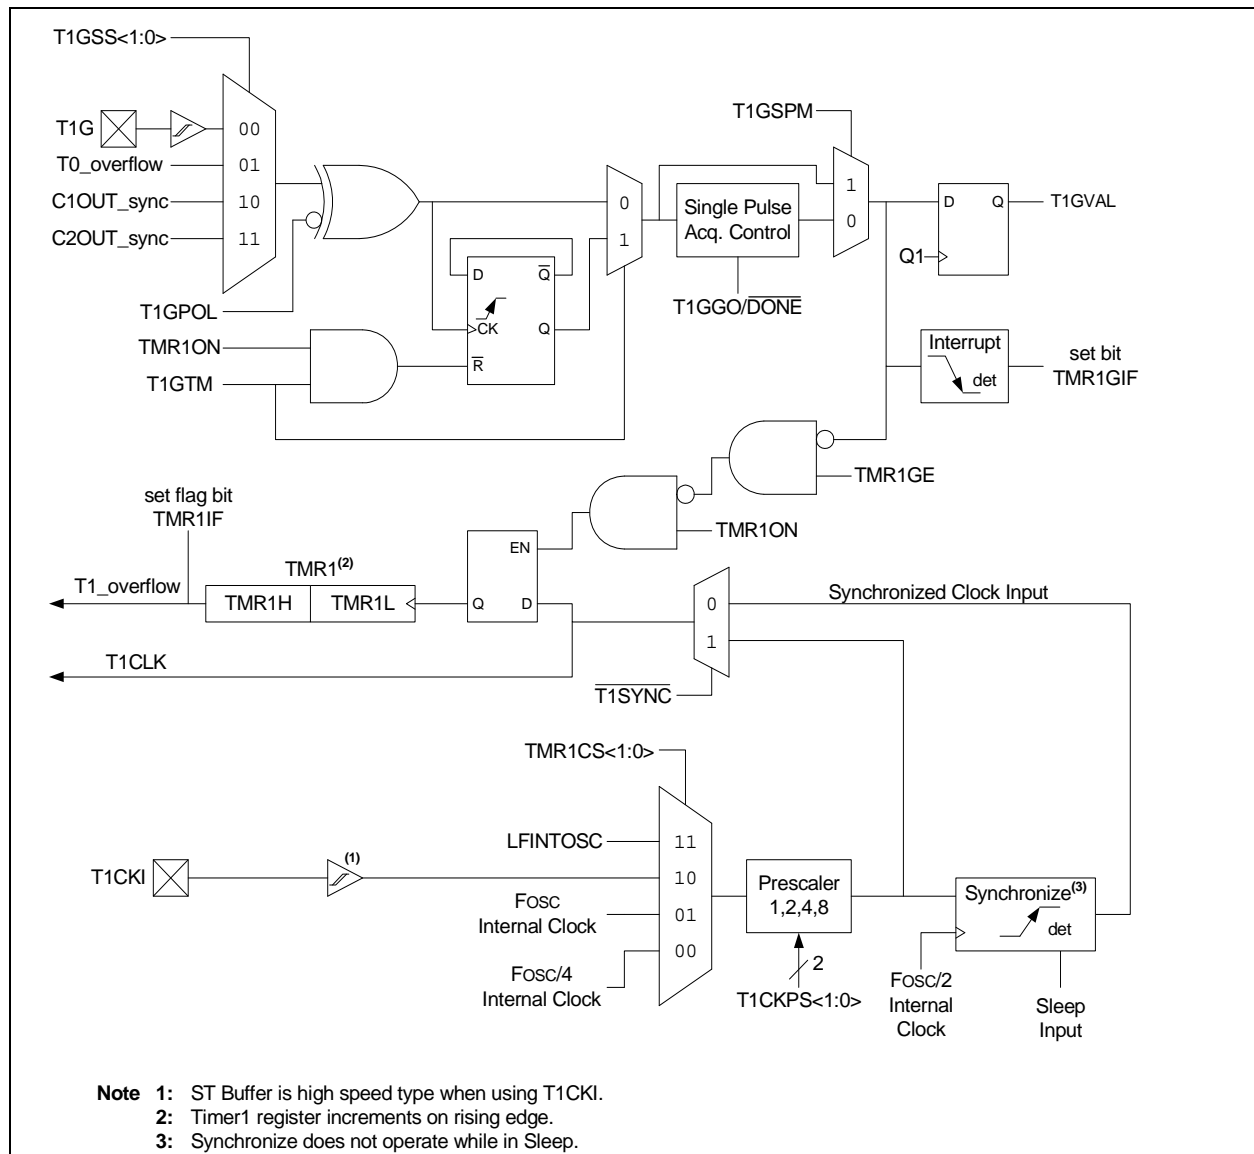 T1GSS<1:0>
T1G
00
T0_overflow
01
C1OUT_sync
10
C2OUT_sync
11
T1GPOL
TMR1ON
T1GTM
D
Q̅
CK
Q
R̅
0
1
T1GSPM
Single Pulse
Acq. Control
T1GGO/D̅O̅N̅E̅
1
0
D
Q
Q1
T1GVAL
Interrupt
det
set bit
TMR1GIF
TMR1GE
TMR1ON
set flag bit
TMR1IF
T1_overflow
TMR1(2)
TMR1H
TMR1L
EN
Q
D
T1CLK
0
1
Synchronized Clock Input
T̅1̅S̅Y̅N̅C̅
TMR1CS<1:0>
LFINTOSC
11
T1CKI
(1)
10
FOSC
Internal Clock
01
FOSC/4
Internal Clock
00
Prescaler
1,2,4,8
2
T1CKPS<1:0>
Synchronize(3)
det
FOSC/2
Internal
Clock
Sleep
Input
Note 1: ST Buffer is high speed type when using T1CKI.
2: Timer1 register increments on rising edge.
3: Synchronize does not operate while in Sleep.